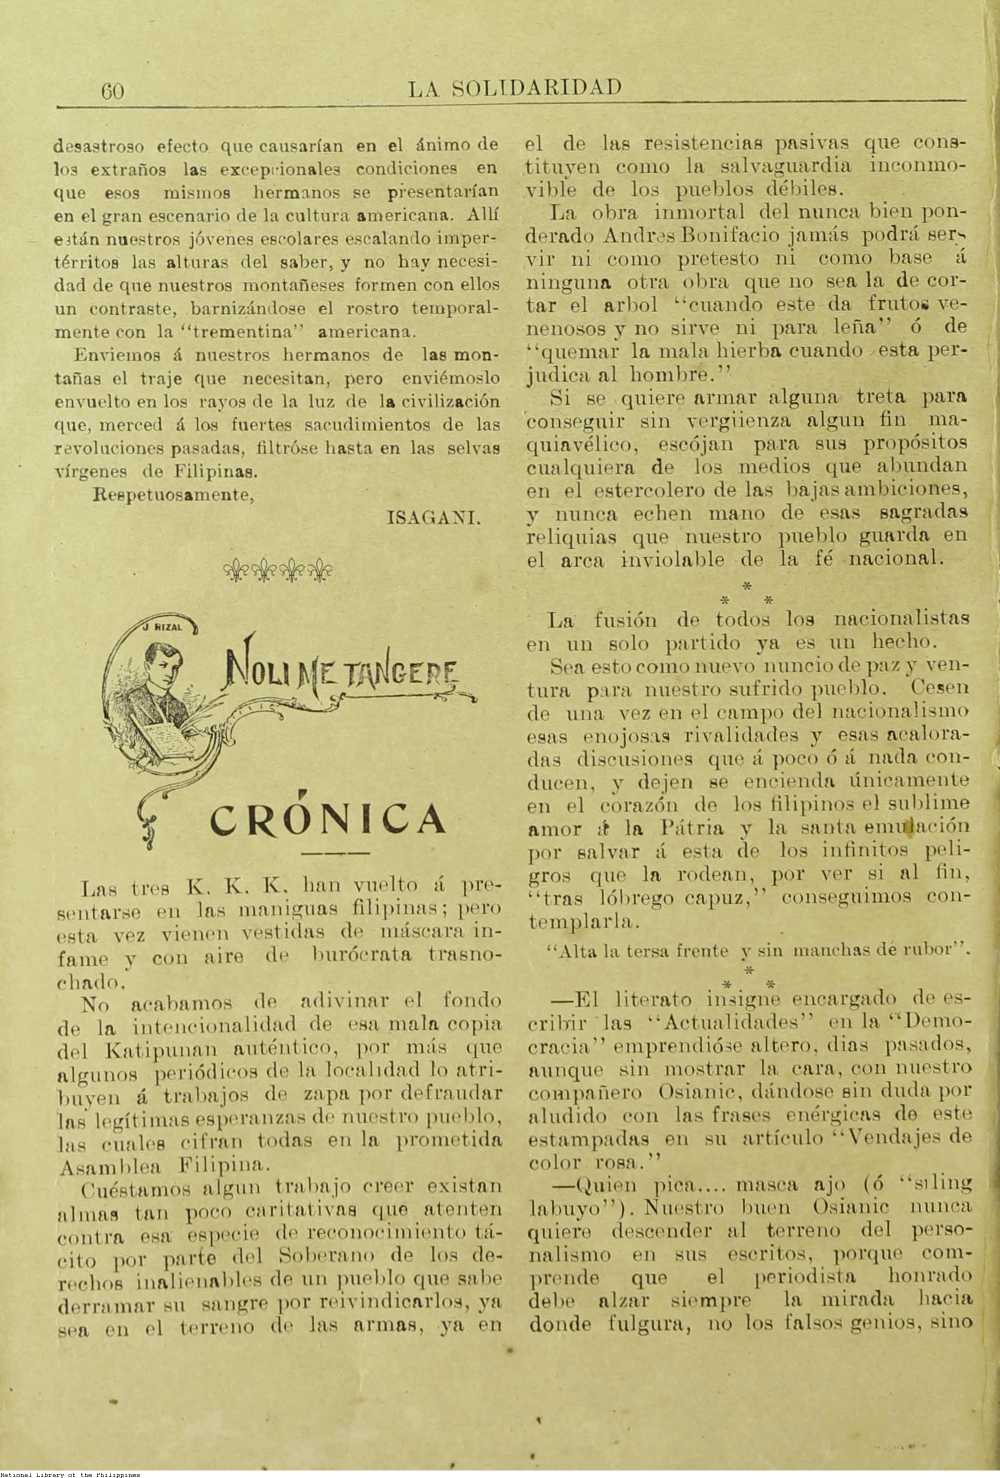 60
LA SOLIDARIDAD
desastroso efecto que causarían en el ánimo de
los extraños las excepcionales condiciones en
que esos mismos hermanos se presentarían
en el gran escenario de la cultura americana. Allí
están nuestros jóvenes escolares escalando imper-
térritos las alturas del saber, y no hay necesi-
dad de que nuestros montañeses formen con ellos
un contraste, barnizándose el rostro temporal-
mente con la "trementina" americana.
Enviemos á nuestros hermanos de las mon-
tañas el traje que necesitan, pero enviémoslo
envuelto en los rayos de la luz de la civilización
que, merced á los fuertes sacudimientos de las
revoluciones pasadas, filtróse hasta en las selvas
vírgenes de Filipinas.
Respetuosamente,
ISAGANI.
J RIZAL
NOLI ME TANGERE
CRÓNICA
Las tres K. K. K. han vuelto á pre-
sentarse en las maniguas filipinas; pero
esta vez vienen vestidas de máscara in-
fame y con aire de burócrata trasno-
chado.
No acabamos de adivinar el fondo
de la intencionalidad de esa mala copia
del Katipunan auténtico, por más que
algunos periódicos de la localidad lo atri-
buyen á trabajos de zapa por defraudar
las legítimas esperanzas de nuestro pueblo,
las cuales cifran todas en la prometida
Asamblea Filipina.
Cuéstamos algun trabajo creer existan
almas tan poco caritativas que atenten
contra esa especie de reconocimiento tá-
cito por parte del Soberano de los de-
rechos inalienables de un pueblo que sabe
derramar su sangre por reivindicarlos, ya
sea en el terreno de las armas, ya en
el de las resistencias pasivas que cons-
tituyen como la salvaguardia inconmo-
vible de los pueblos débiles.
La obra inmortal del nunca bien pon-
derado Andres Bonifacio jamás podrá ser-
vir ni como pretesto ni como base á
ninguna otra obra que no sea la de cor-
tar el arbol "cuando este da frutos ve-
nenosos y no sirve ni para leña" ó de
"quemar la mala hierba cuando esta per-
judica al hombre."
Si se quiere armar alguna treta para
conseguir sin vergüenza algun fin ma-
quiavélico, escójan para sus propósitos
cualquiera de los medios que abundan
en el estercolero de las bajas ambiciones,
y nunca echen mano de esas sagradas
reliquias que nuestro pueblo guarda en
el arca inviolable de la fé nacional.
*
* *
La fusión de todos los nacionalistas
en un solo partido ya es un hecho.
Sea esto como nuevo nuncio de paz y ven-
tura para nuestro sufrido pueblo. Cesen
de una vez en el campo del nacionalismo
esas enojosas rivalidades y esas acalora-
das discusiones que á poco ó á nada con-
ducen, y dejen se encienda únicamente
en el corazón de los filipinos el sublime
amor á la Pátria y la santa emulación
por salvar á esta de los infinitos peli-
gros que la rodean, por ver si al fin,
"tras lóbrego capuz," conseguimos con-
templarla.
"Alta la tersa frente y sin manchas de rubor".
*
* *
—El literato insigne encargado de es-
cribir las "Actualidades" en la "Demo-
cracia" emprendióse altero, dias pasados,
aunque sin mostrar la cara, con nuestro
compañero Osianic, dándose sin duda por
aludido con las frases enérgicas de este
estampadas en su artículo "Vendajes de
color rosa."
—Quien pica.... masca ajo (ó "siling
labuyo"). Nuestro buen Osianic nunca
quiere descender al terreno del perso-
nalismo en sus escritos, porque com-
prende que el periodista honrado
debe alzar siempre la mirada hacia
donde fulgura, no los falsos genios, sino
National Library of the Philippines